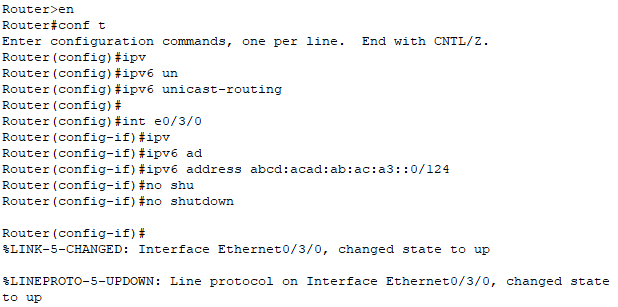 Router>en
Router#conf t
Enter configuration commands, one per line.  End with CNTL/Z.
Router(config)#ipv
Router(config)#ipv6 un
Router(config)#ipv6 unicast-routing
Router(config)#
Router(config)#int e0/3/0
Router(config-if)#ipv
Router(config-if)#ipv6 ad
Router(config-if)#ipv6 address abcd:acad:ab:ac:a3::0/124
Router(config-if)#no shu
Router(config-if)#no shutdown
Router(config-if)#
%LINK-5-CHANGED: Interface Ethernet0/3/0, changed state to up
%LINEPROTO-5-UPDOWN: Line protocol on Interface Ethernet0/3/0, changed state
to up